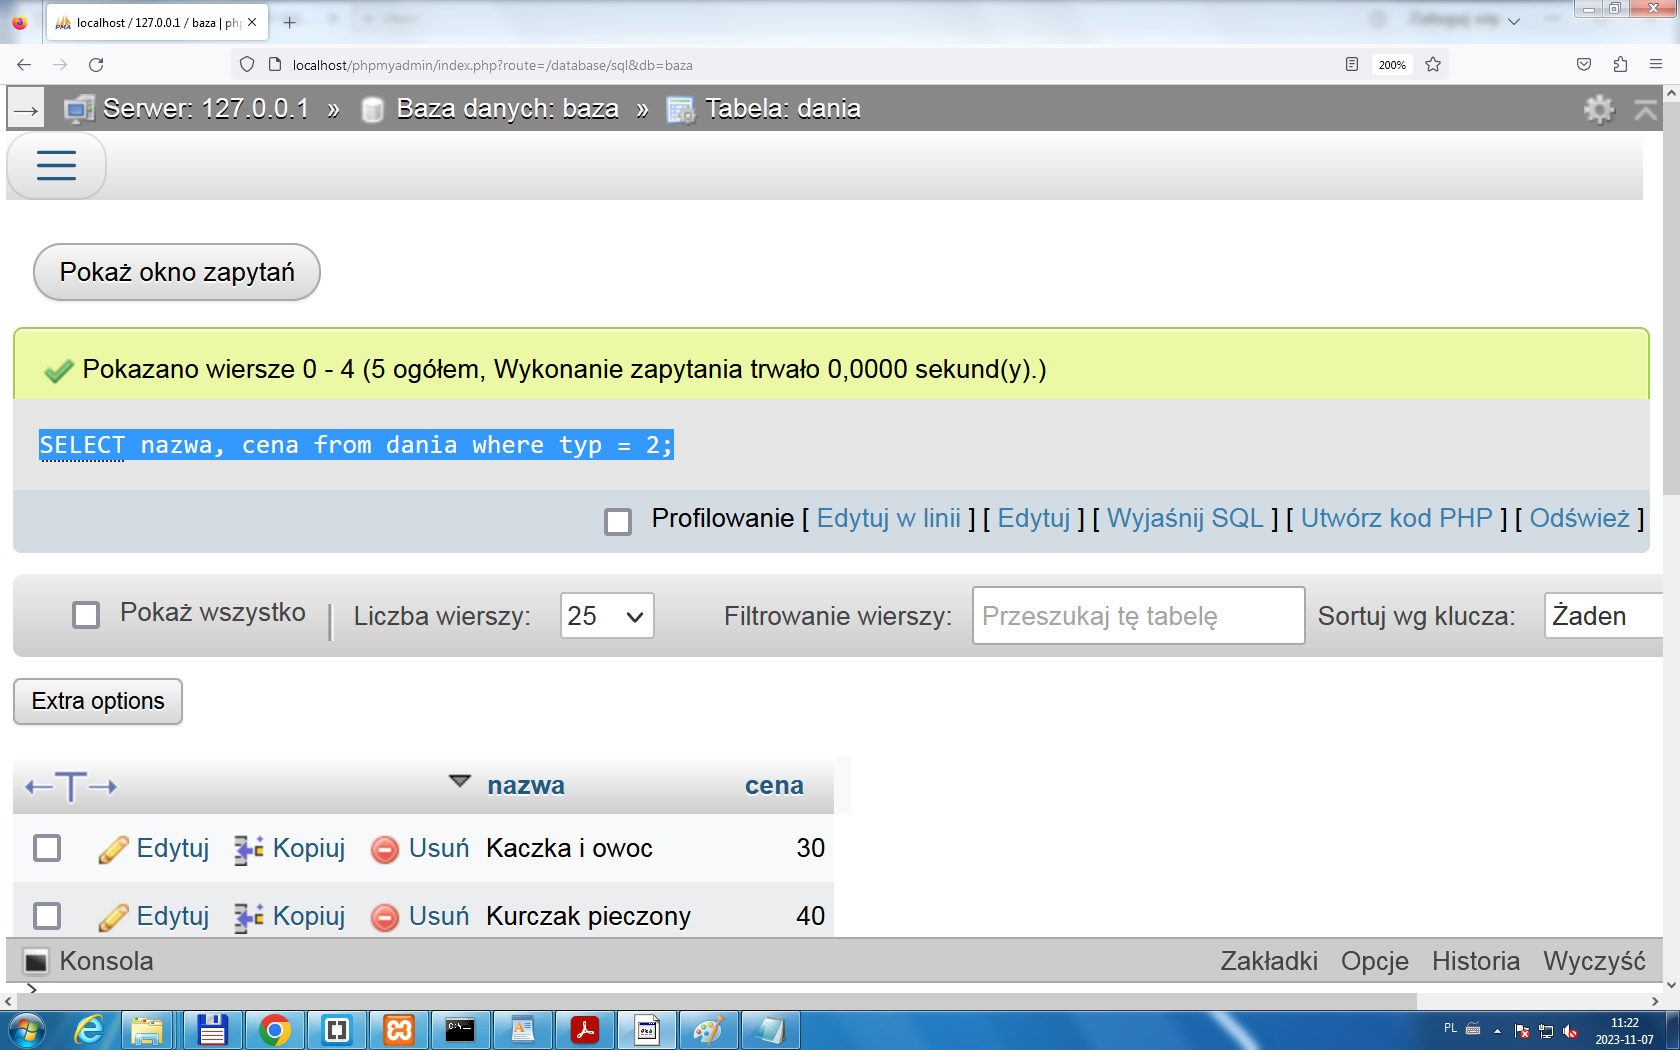 localhost / 127.0.0.1 / baza | ph
localhost/phpmyadmin/index.php?route=/database/sql&db=baza
200%
Serwer: 127.0.0.1 » Baza danych: baza » Tabela: dania
Pokaż okno zapytań
Pokazano wiersze 0 - 4 (5 ogółem, Wykonanie zapytania trwało 0,0000 sekund(y).)
SELECT nazwa, cena from dania where typ = 2;
Profilowanie [ Edytuj w linii ] [ Edytuj ] [ Wyjaśnij SQL ] [ Utwórz kod PHP ] [ Odśwież ]
Pokaż wszystko | Liczba wierszy: 25 Filtrowanie wierszy: Przeszukaj tę tabelę Sortuj wg klucza: Żaden
Extra options
nazwa cena
Edytuj Kopiuj Usuń Kaczka i owoc 30
Edytuj Kopiuj Usuń Kurczak pieczony 40
Konsola Zakładki Opcje Historia Wyczyść
>
PL 11:22
2023-11-07